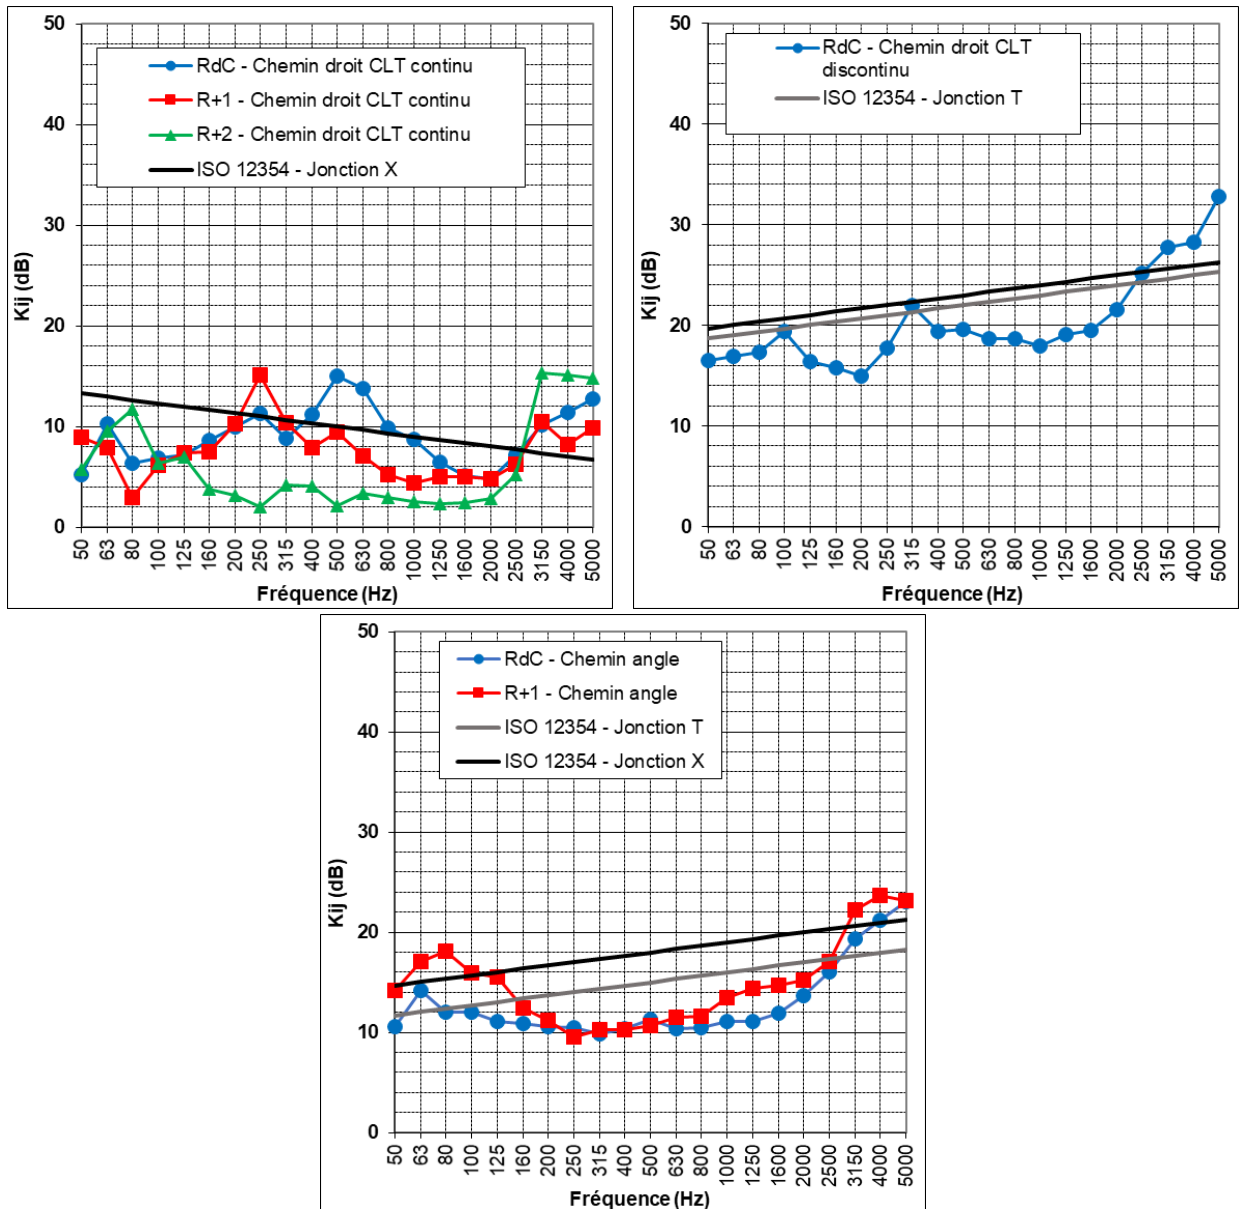 50
40
30
20
10
0
Kij (dB)
RdC - Chemin droit CLT continu
R+1 - Chemin droit CLT continu
R+2 - Chemin droit CLT continu
ISO 12354 - Jonction X
50 63 80 100 125 160 200 250 315 400 500 630 800 1000 1250 1600 2000 2500 3150 4000 5000
Fréquence (Hz)
50
40
30
20
10
0
Kij (dB)
RdC - Chemin droit CLT
discontinu
ISO 12354 - Jonction T
50 63 80 100 125 160 200 250 315 400 500 630 800 1000 1250 1600 2000 2500 3150 4000 5000
Fréquence (Hz)
50
40
30
20
10
0
Kij (dB)
RdC - Chemin angle
R+1 - Chemin angle
ISO 12354 - Jonction T
ISO 12354 - Jonction X
50 63 80 100 125 160 200 250 315 400 500 630 800 1000 1250 1600 2000 2500 3150 4000 5000
Fréquence (Hz)